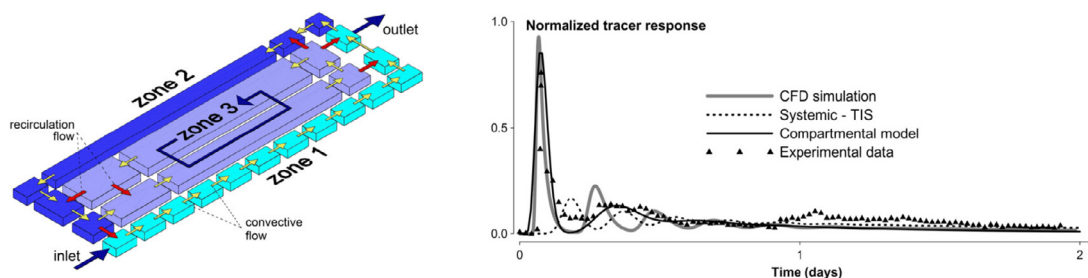 outlet
zone 2
zone 3
recirculation
flow
zone 1
convective
flow
inlet
Normalized tracer response
1.0
0.5
0.0
CFD simulation
Systemic - TIS
Compartmental model
Experimental data
0
1
2
Time (days)